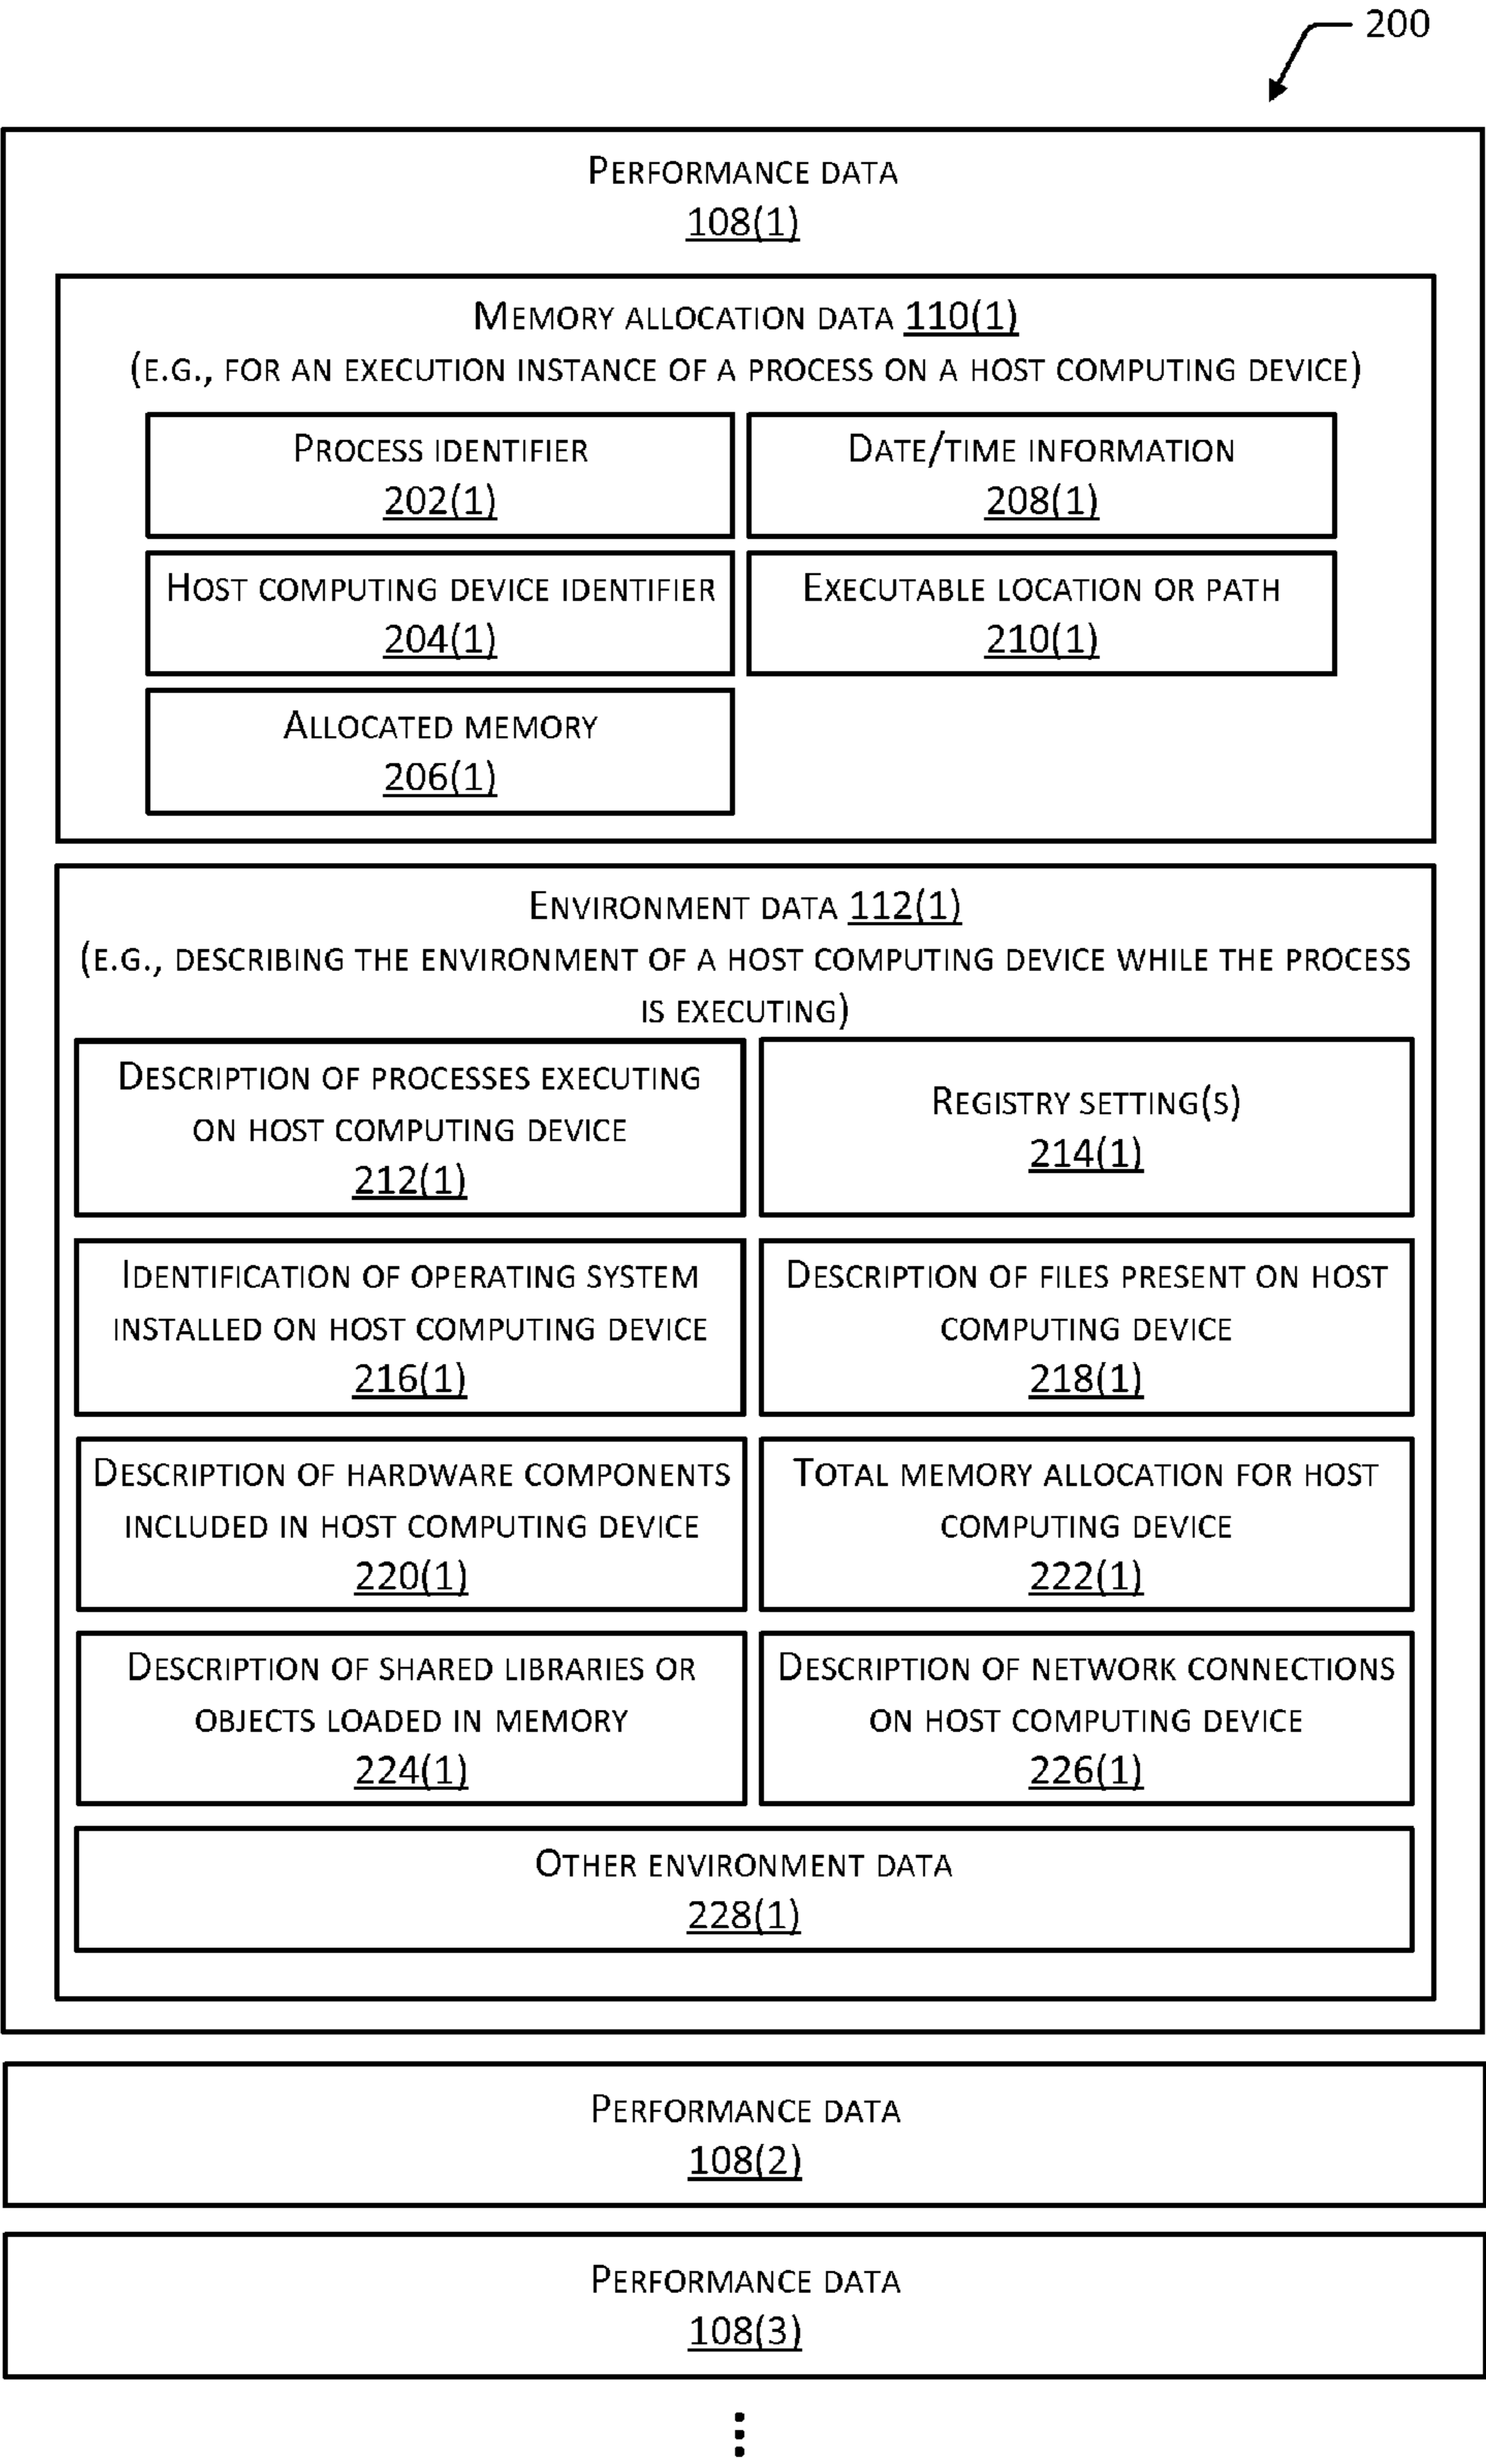 200
Performance data
108(1)
Memory allocation data 110(1)
(e.g., for an execution instance of a process on a host computing device)
Process identifier
202(1)
Date/time information
208(1)
Host computing device identifier
204(1)
Executable location or path
210(1)
Allocated memory
206(1)
Environment data 112(1)
(e.g., describing the environment of a host computing device while the process
is executing)
Description of processes executing
on host computing device
212(1)
Registry setting(s)
214(1)
Identification of operating system
installed on host computing device
216(1)
Description of files present on host
computing device
218(1)
Description of hardware components
included in host computing device
220(1)
Total memory allocation for host
computing device
222(1)
Description of shared libraries or
objects loaded in memory
224(1)
Description of network connections
on host computing device
226(1)
Other environment data
228(1)
Performance data
108(2)
Performance data
108(3)